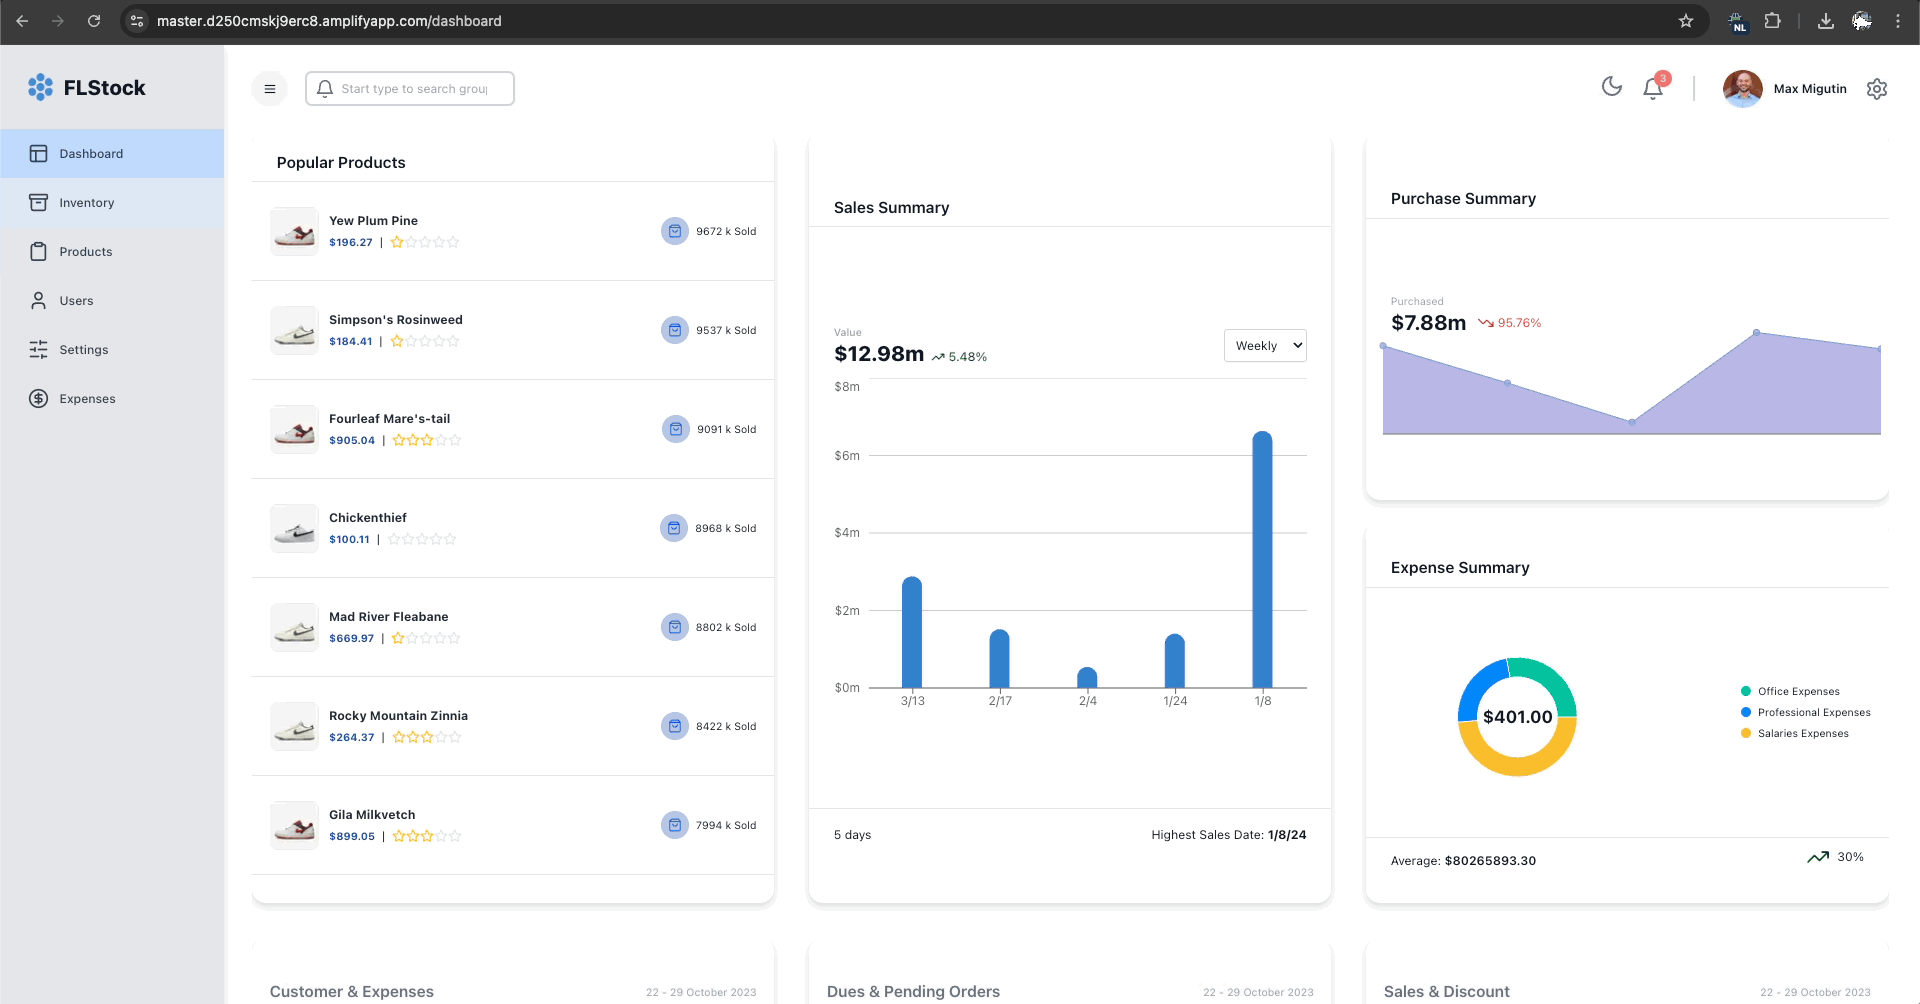 master.d250cmskj9erc8.amplifyapp.com/dashboard
NL
FLStock
Start type to search grou
3
Max Migutin
Dashboard
Inventory
Products
Users
Settings
Expenses
Popular Products
Yew Plum Pine
$196.27 |
9672 k Sold
Simpson's Rosinweed
$184.41 |
9537 k Sold
Fourleaf Mare's-tail
$905.04 |
9091 k Sold
Chickenthief
$100.11 |
8968 k Sold
Mad River Fleabane
$669.97 |
8802 k Sold
Rocky Mountain Zinnia
$264.37 |
8422 k Sold
Gila Milkvetch
$899.05 |
7994 k Sold
Sales Summary
Value
$12.98m 5.48%
Weekly
$8m
$6m
$4m
$2m
$0m
3/13 2/17 2/4 1/24 1/8
5 days
Highest Sales Date: 1/8/24
Purchase Summary
Purchased
$7.88m 95.76%
Expense Summary
$401.00
Office Expenses
Professional Expenses
Salaries Expenses
Average: $80265893.30
30%
Customer & Expenses
22 - 29 October 2023
Dues & Pending Orders
22 - 29 October 2023
Sales & Discount
22 - 29 October 2023